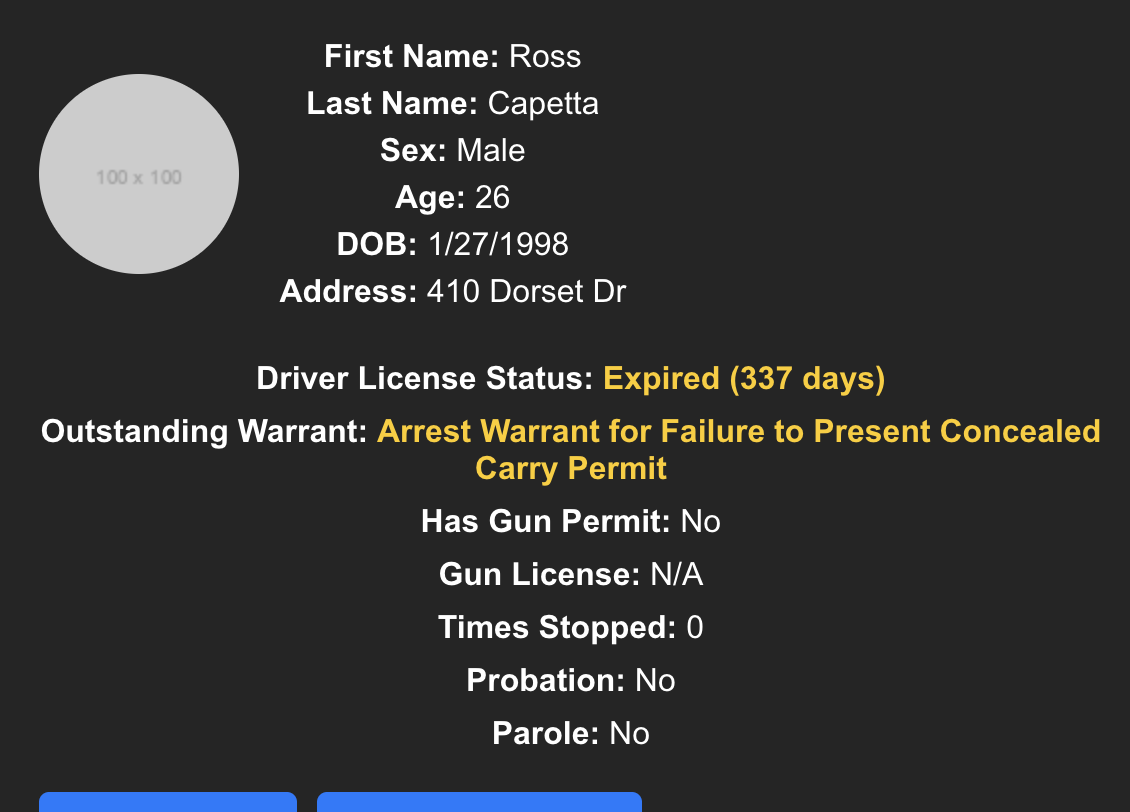 First Name: Ross
Last Name: Capetta
Sex: Male
100 x 100
Age: 26
DOB: 1/27/1998
Address: 410 Dorset Dr
Driver License Status: Expired (337 days)
Outstanding Warrant: Arrest Warrant for Failure to Present Concealed
Carry Permit
Has Gun Permit: No
Gun License: N/A
Times Stopped: 0
Probation: No
Parole: No